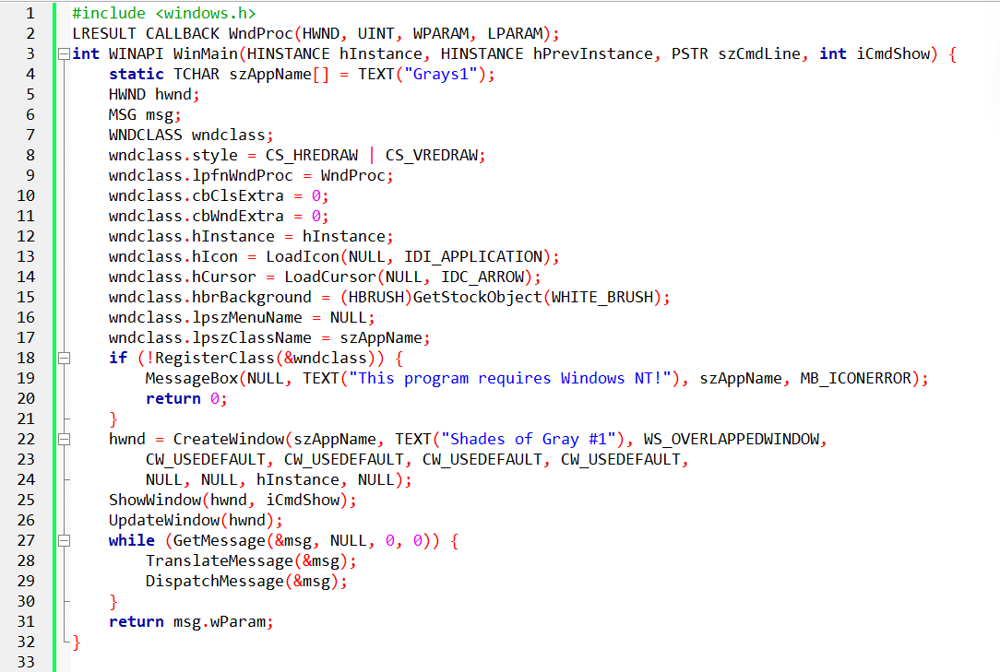 1 #include <windows.h>
2 LRESULT CALLBACK WndProc(HWND, UINT, WPARAM, LPARAM);
3 int WINAPI WinMain(HINSTANCE hInstance, HINSTANCE hPrevInstance, PSTR szCmdLine, int iCmdShow) {
4     static TCHAR szAppName[] = TEXT("Grays1");
5     HWND hwnd;
6     MSG msg;
7     WNDCLASS wndclass;
8     wndclass.style = CS_HREDRAW | CS_VREDRAW;
9     wndclass.lpfnWndProc = WndProc;
10     wndclass.cbClsExtra = 0;
11     wndclass.cbWndExtra = 0;
12     wndclass.hInstance = hInstance;
13     wndclass.hIcon = LoadIcon(NULL, IDI_APPLICATION);
14     wndclass.hCursor = LoadCursor(NULL, IDC_ARROW);
15     wndclass.hbrBackground = (HBRUSH)GetStockObject(WHITE_BRUSH);
16     wndclass.lpszMenuName = NULL;
17     wndclass.lpszClassName = szAppName;
18     if (!RegisterClass(&wndclass)) {
19         MessageBox(NULL, TEXT("This program requires Windows NT!"), szAppName, MB_ICONERROR);
20         return 0;
21     }
22     hwnd = CreateWindow(szAppName, TEXT("Shades of Gray #1"), WS_OVERLAPPEDWINDOW,
23         CW_USEDEFAULT, CW_USEDEFAULT, CW_USEDEFAULT, CW_USEDEFAULT,
24         NULL, NULL, hInstance, NULL);
25     ShowWindow(hwnd, iCmdShow);
26     UpdateWindow(hwnd);
27     while (GetMessage(&msg, NULL, 0, 0)) {
28         TranslateMessage(&msg);
29         DispatchMessage(&msg);
30     }
31     return msg.wParam;
32 }
33